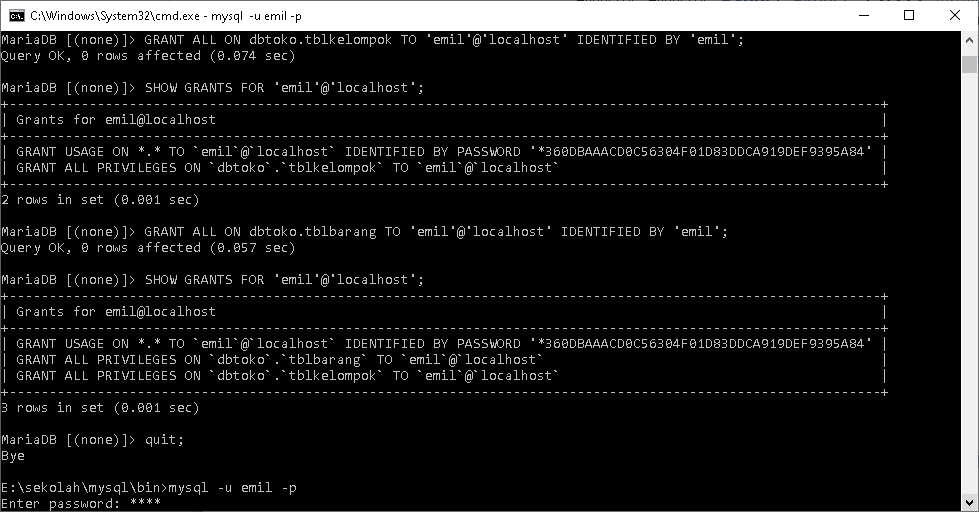 C:\Windows\System32\cmd.exe - mysql  -u emil -p
MariaDB [(none)]> GRANT ALL ON dbtoko.tblkelompok TO 'emil'@'localhost' IDENTIFIED BY 'emil';
Query OK, 0 rows affected (0.074 sec)
MariaDB [(none)]> SHOW GRANTS FOR 'emil'@'localhost';
+--------------------------------------------------------------------------------------------------------------+
| Grants for emil@localhost                                                                                    |
+--------------------------------------------------------------------------------------------------------------+
| GRANT USAGE ON *.* TO `emil`@`localhost` IDENTIFIED BY PASSWORD '*360DBAAACD0C56304F01D83DDCA919DEF9395A84' |
| GRANT ALL PRIVILEGES ON `dbtoko`.`tblkelompok` TO `emil`@`localhost`                                         |
+--------------------------------------------------------------------------------------------------------------+
2 rows in set (0.001 sec)
MariaDB [(none)]> GRANT ALL ON dbtoko.tblbarang TO 'emil'@'localhost' IDENTIFIED BY 'emil';
Query OK, 0 rows affected (0.057 sec)
MariaDB [(none)]> SHOW GRANTS FOR 'emil'@'localhost';
+--------------------------------------------------------------------------------------------------------------+
| Grants for emil@localhost                                                                                    |
+--------------------------------------------------------------------------------------------------------------+
| GRANT USAGE ON *.* TO `emil`@`localhost` IDENTIFIED BY PASSWORD '*360DBAAACD0C56304F01D83DDCA919DEF9395A84' |
| GRANT ALL PRIVILEGES ON `dbtoko`.`tblbarang` TO `emil`@`localhost`                                           |
| GRANT ALL PRIVILEGES ON `dbtoko`.`tblkelompok` TO `emil`@`localhost`                                         |
+--------------------------------------------------------------------------------------------------------------+
3 rows in set (0.001 sec)
MariaDB [(none)]> quit;
Bye
E:\sekolah\mysql\bin>mysql -u emil -p
Enter password: ****